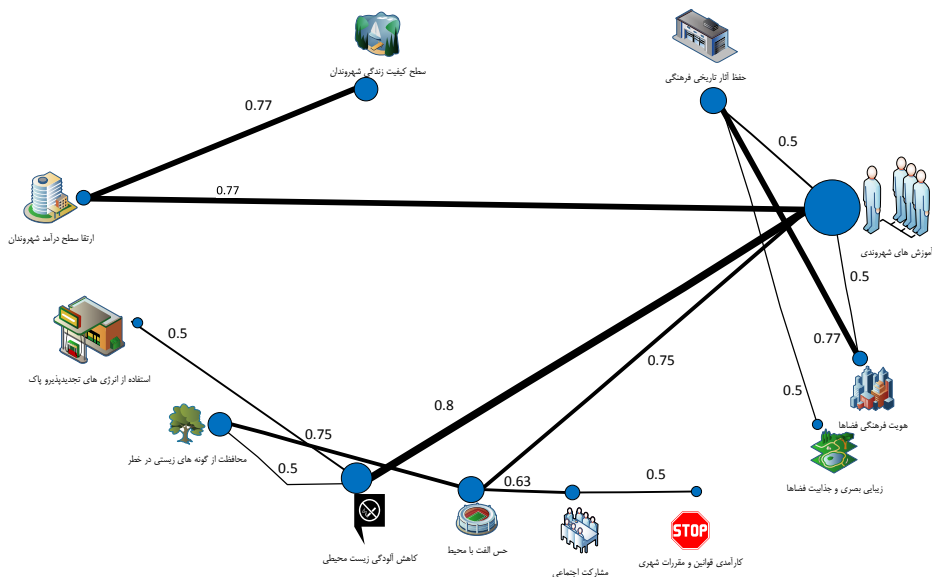 سطح کیفیت زندگی شهروندان
حفظ آثار تاریخی فرهنگی
0.77
0.5
0.77
ارتقا سطح درآمد شهروندان
آموزش های شهروندی
0.5
0.5
0.77
0.75
استفاده از انرژی های تجدیدپذیرو پاک
0.5
0.8
هویت فرهنگی فضاها
0.75
محافظت از گونه های زیستی در خطر
0.5
0.63
0.5
زیبایی بصری و جذابیت فضاها
STOP
حس الفت با محیط
کاهش آلودگی زیست محیطی
مشارکت اجتماعی
کارآمدی قوانین و مقررات شهری